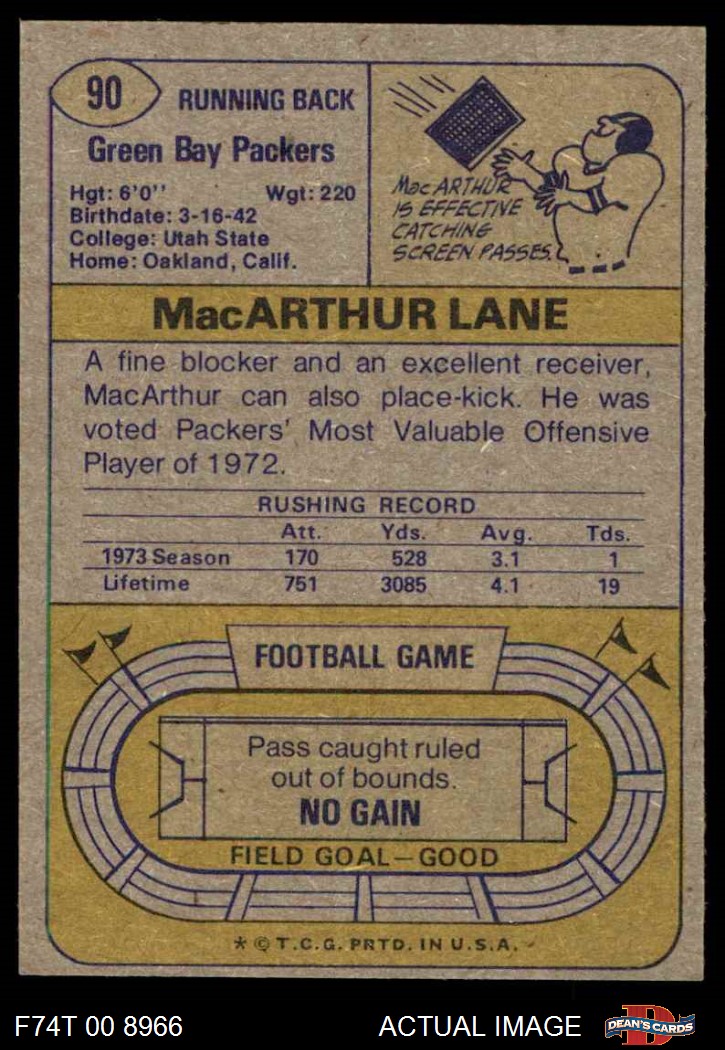 90 RUNNING BACK
Green Bay Packers
Hgt: 6'0'' Wgt: 220
Birthdate: 3-16-42
College: Utah State
Home: Oakland, Calif.
MacARTHUR
IS EFFECTIVE
CATCHING
SCREEN PASSES.
MacARTHUR LANE
A fine blocker and an excellent receiver,
MacArthur can also place-kick. He was
voted Packers' Most Valuable Offensive
Player of 1972.
RUSHING RECORD
Att. Yds. Avg. Tds.
1973 Season 170 528 3.1 1
Lifetime 751 3085 4.1 19
FOOTBALL GAME
Pass caught ruled
out of bounds.
NO GAIN
FIELD GOAL—GOOD
* © T.C.G. PRTD. IN U.S.A.
F74T 00 8966 ACTUAL IMAGE D DEAN'S CARDS